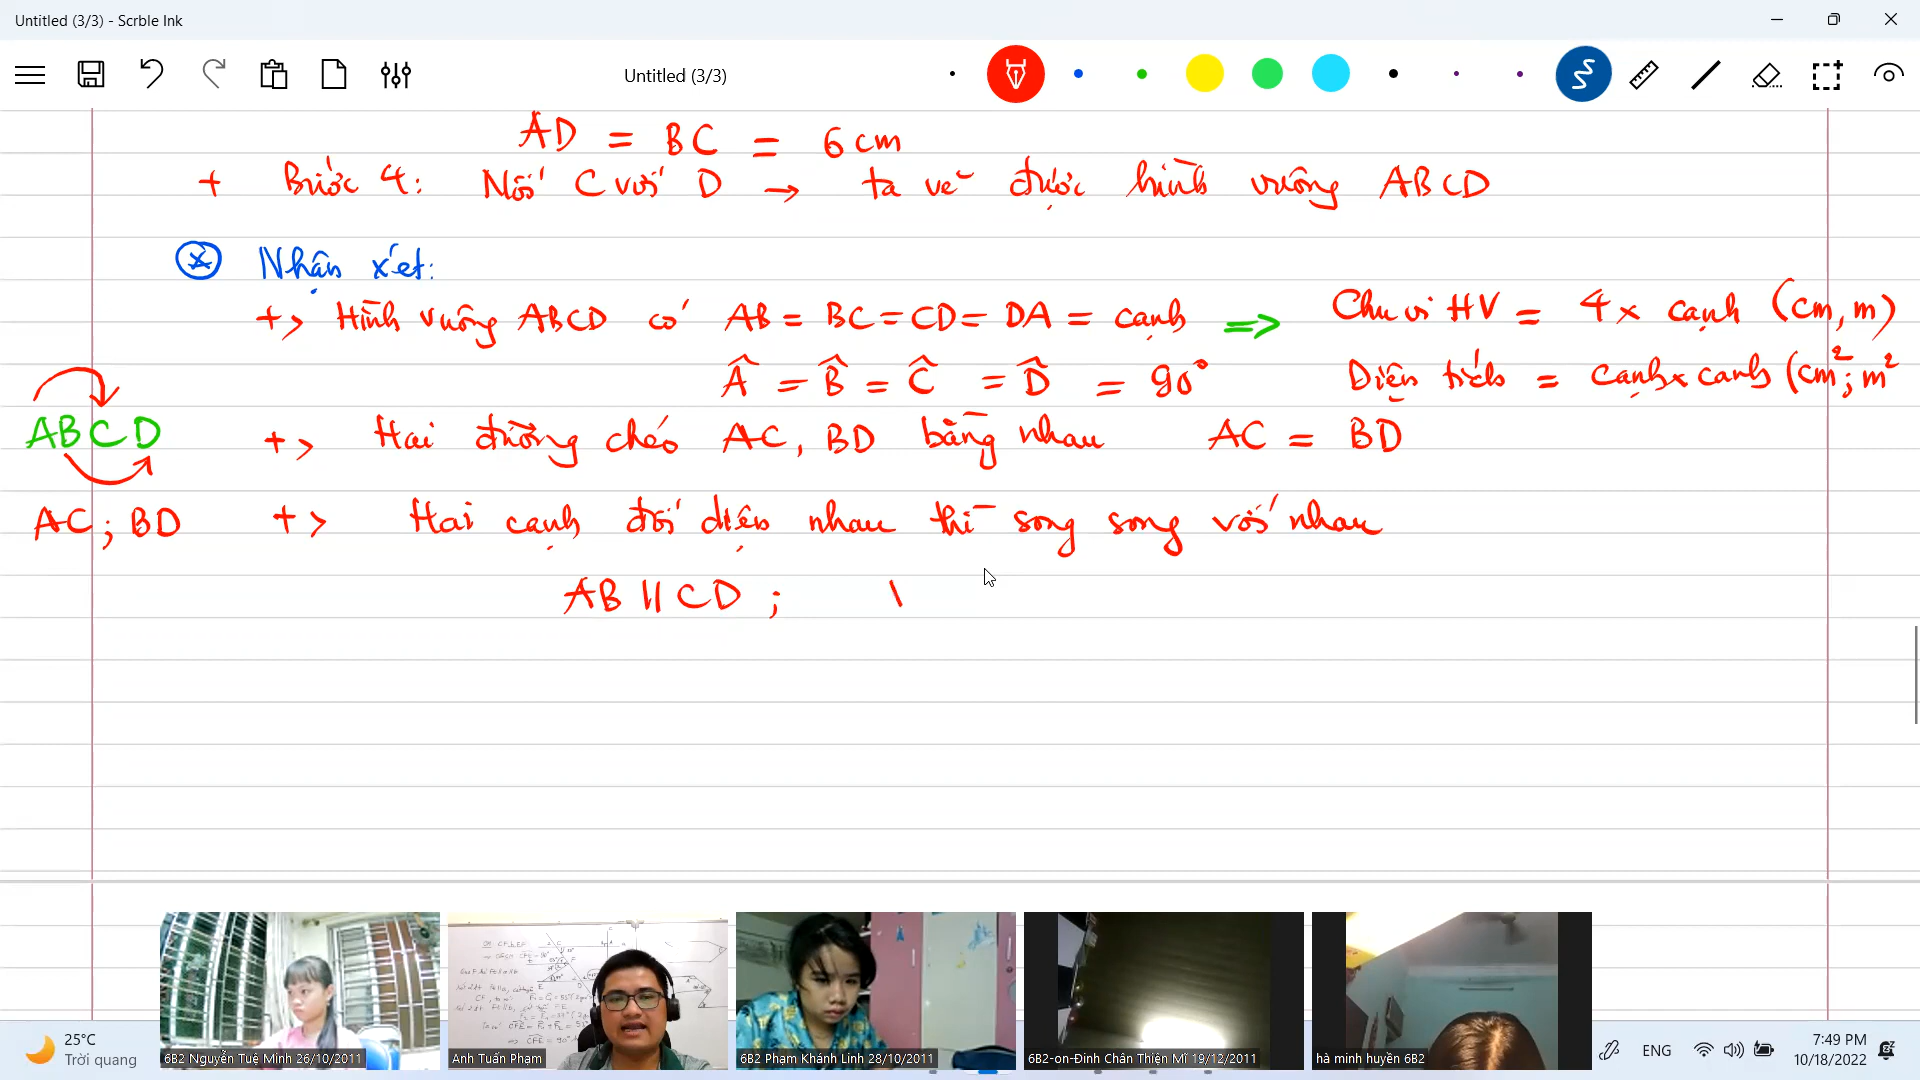 Untitled (3/3) - Scrble Ink
Untitled (3/3)
AD = BC = 6 cm
+ Bước 4: Nối C với D → ta vẽ được hình vuông ABCD
Nhận xét:
+> Hình vuông ABCD có AB = BC = CD = DA = cạnh => Chu vi HV = 4 x cạnh (cm, m)
Â = B̂ = Ĉ = D̂ = 90° Diện tích = cạnh x cạnh (cm²; m²
ABCD +> Hai đường chéo AC, BD bằng nhau AC = BD
AC; BD +> Hai cạnh đối diện nhau thì song song với nhau
AB // CD ;
6B2 Nguyễn Tuệ Minh 26/10/2011
Anh Tuấn Phạm
6B2 Phạm Khánh Linh 28/10/2011
6B2-on-Đinh Chân Thiện Mĩ 19/12/2011
hà minh huyền 6B2
25°C
Trời quang
ENG
7:49 PM
10/18/2022